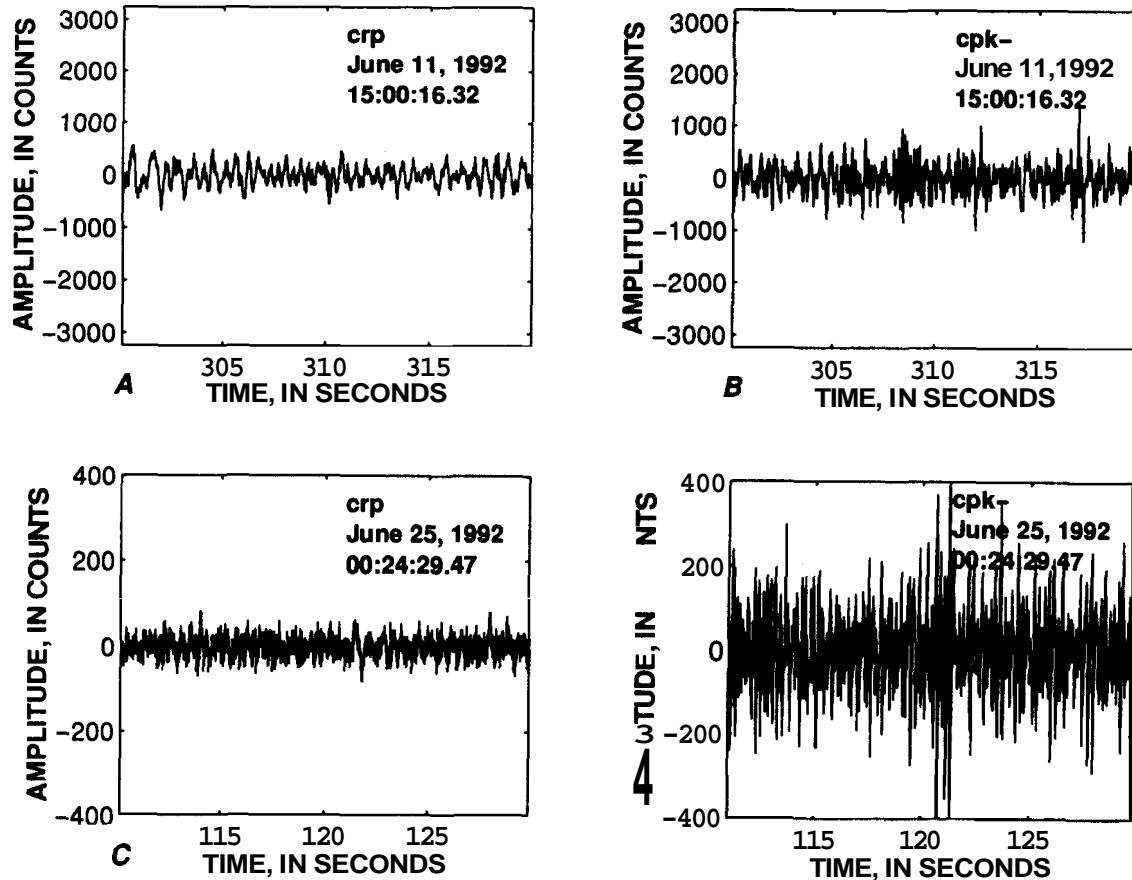 AMPLITUDE, IN COUNTS
3000
2000
1000
0
-1000
-2000
-3000
crp
June 11, 1992
15:00:16.32
305 310 315
TIME, IN SECONDS
A
AMPLITUDE, IN COUNTS
3000
2000
1000
0
-1000
-2000
-3000
cpk-
June 11,1992
15:00:16.32
305 310 315
TIME, IN SECONDS
B
AMPLITUDE, IN COUNTS
400
200
0
-200
-400
crp
June 25, 1992
00:24:29.47
115 120 125
TIME, IN SECONDS
C
4 ωTUDE, IN NTS
400
200
0
-200
-400
cpk-
June 25, 1992
00:24:29.47
115 120 125
TIME, IN SECONDS